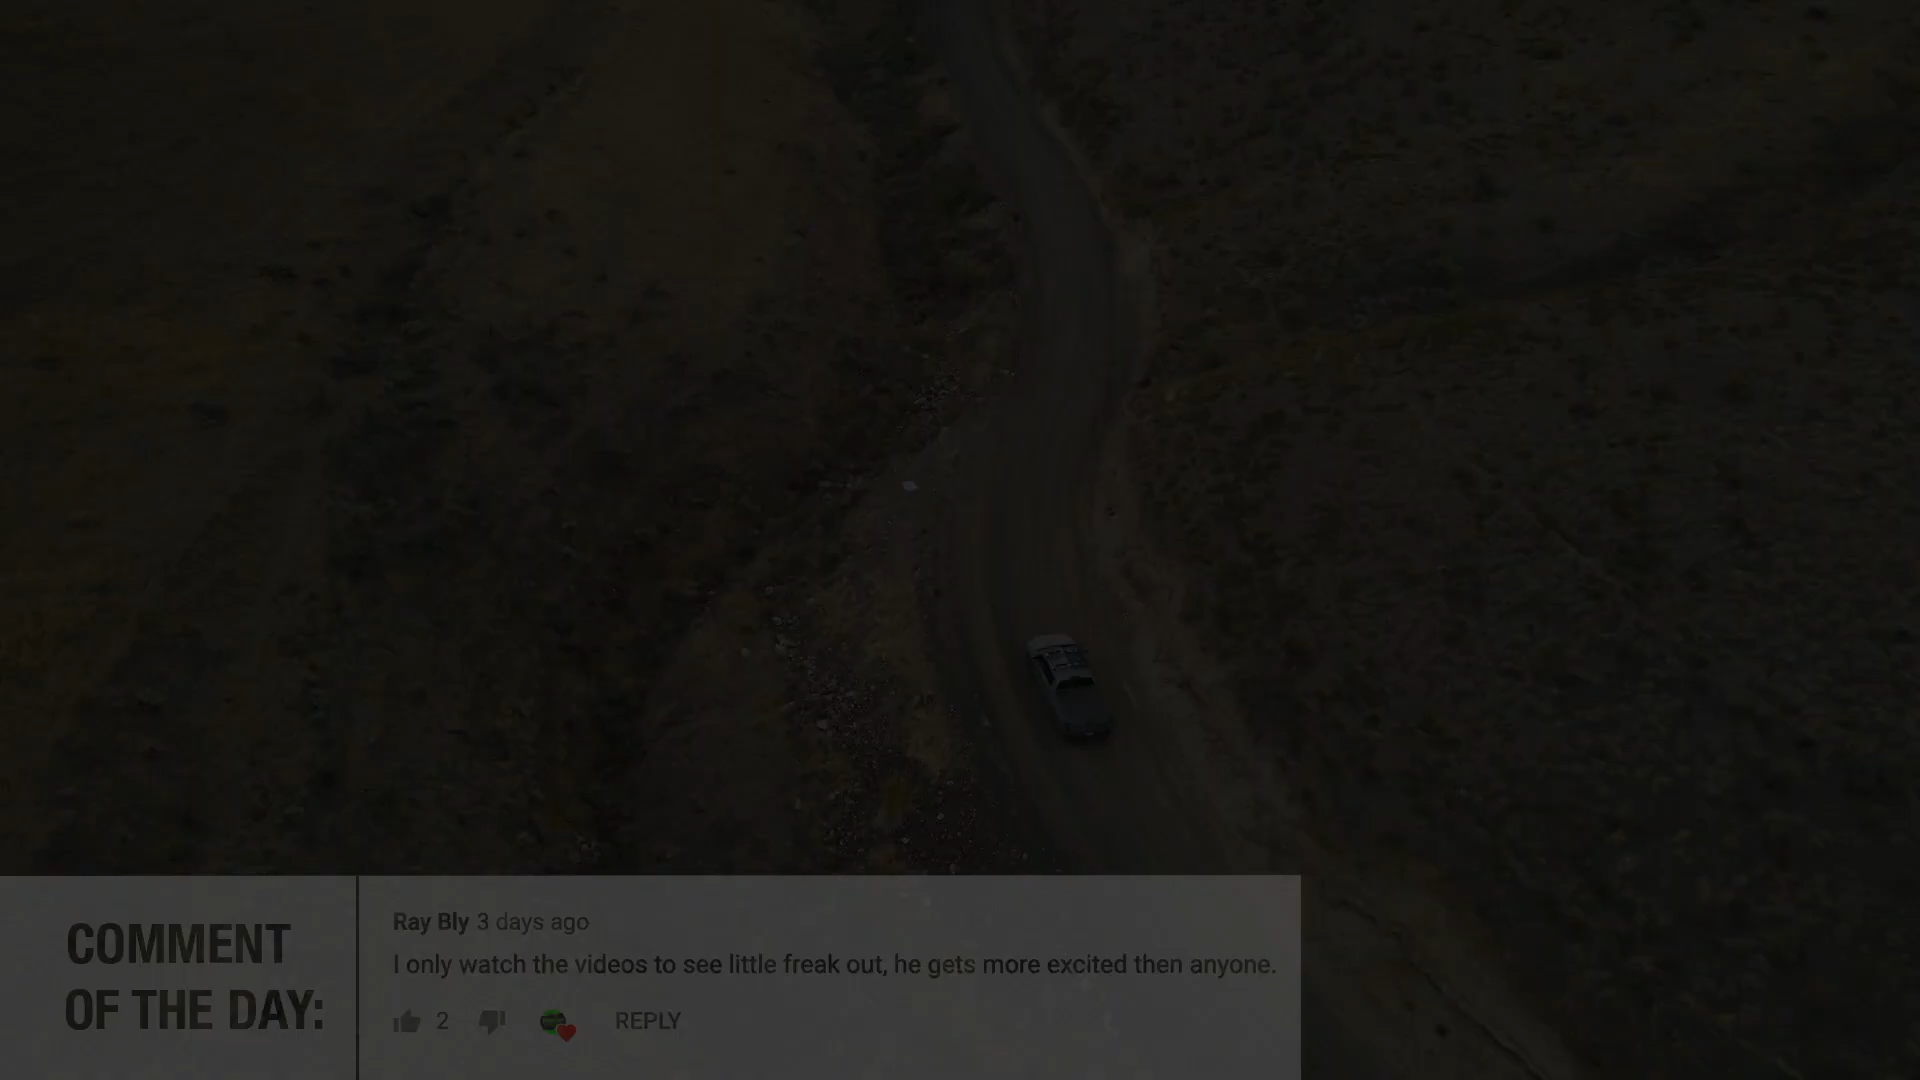 COMMENT
OF THE DAY:
Ray Bly 3 days ago
I only watch the videos to see little freak out, he gets more excited then anyone.
2
REPLY